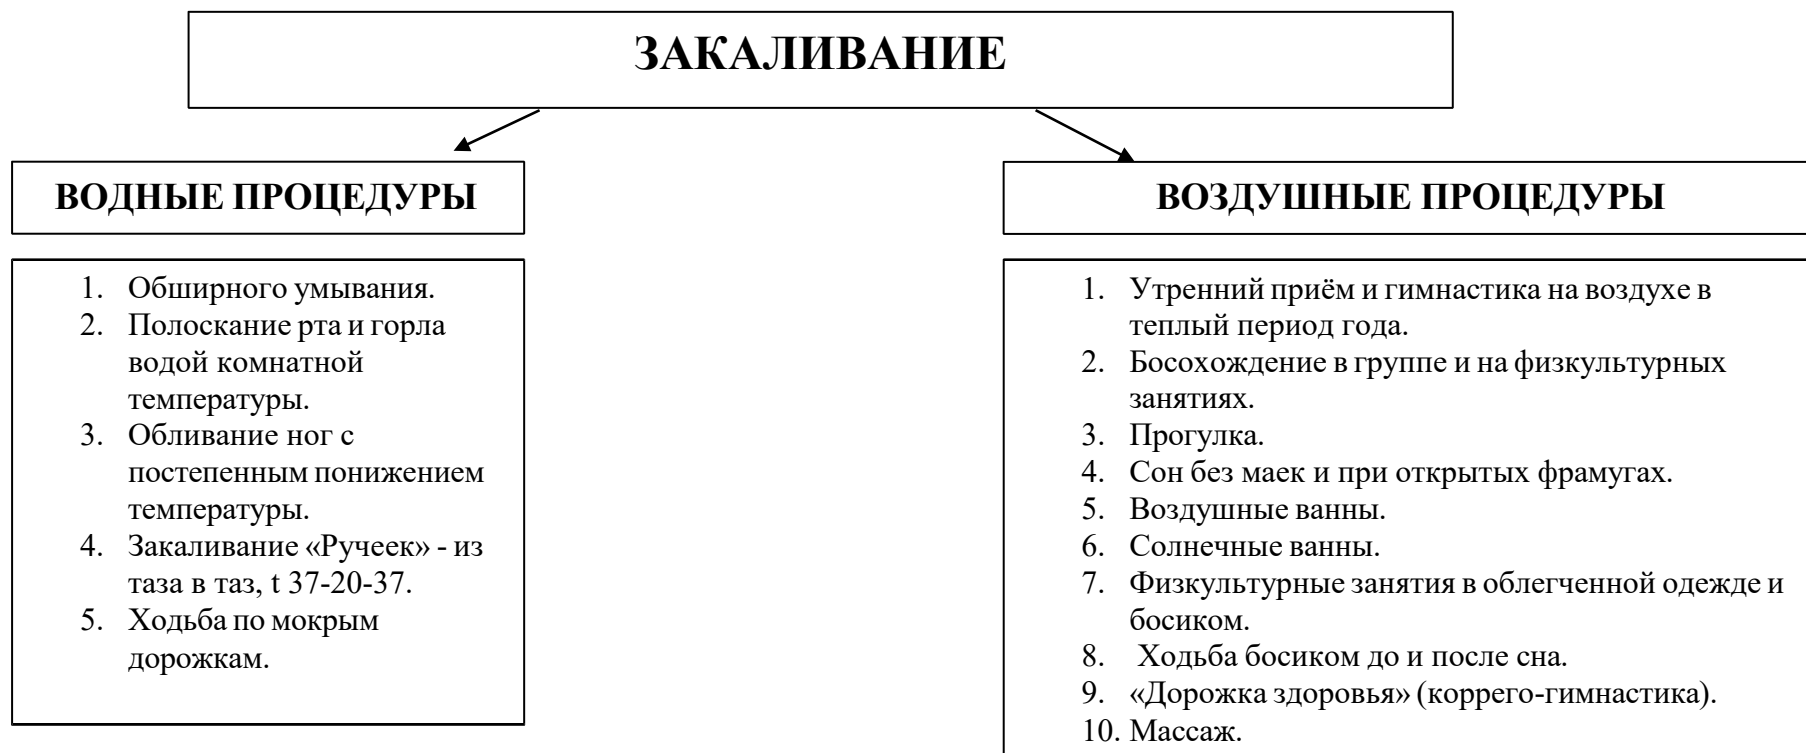 ЗАКАЛИВАНИЕ
ВОДНЫЕ ПРОЦЕДУРЫ
1. Обширного умывания.
2. Полоскание рта и горла
водой комнатной
температуры.
3. Обливание ног с
постепенным понижением
температуры.
4. Закаливание «Ручеек» - из
таза в таз, t 37-20-37.
5. Ходьба по мокрым
дорожкам.
ВОЗДУШНЫЕ ПРОЦЕДУРЫ
1. Утренний приём и гимнастика на воздухе в
теплый период года.
2. Босохождение в группе и на физкультурных
занятиях.
3. Прогулка.
4. Сон без маек и при открытых фрамугах.
5. Воздушные ванны.
6. Солнечные ванны.
7. Физкультурные занятия в облегченной одежде и
босиком.
8. Ходьба босиком до и после сна.
9. «Дорожка здоровья» (коррего-гимнастика).
10. Массаж.